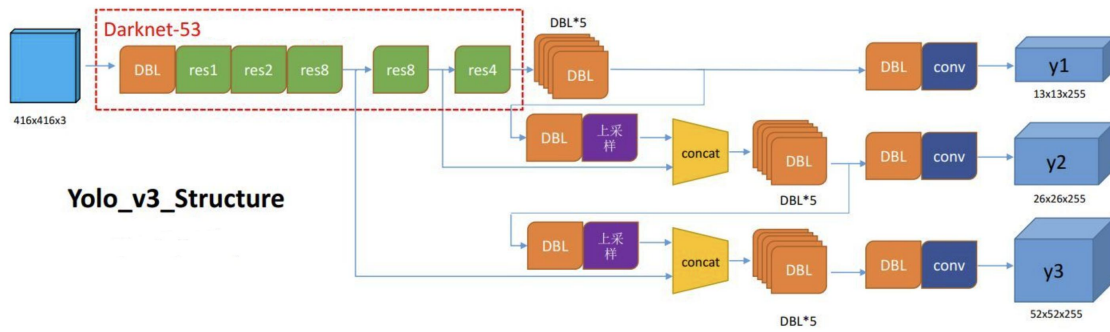 Darknet-53
DBL*5
DBL
res1
res2
res8
res8
res4
DBL
DBL
conv
y1
416x416x3
13x13x255
DBL
上采
样
concat
DBL
DBL
conv
y2
Yolo_v3_Structure
DBL*5
26x26x255
DBL
上采
样
concat
DBL
DBL
conv
y3
DBL*5
52x52x255